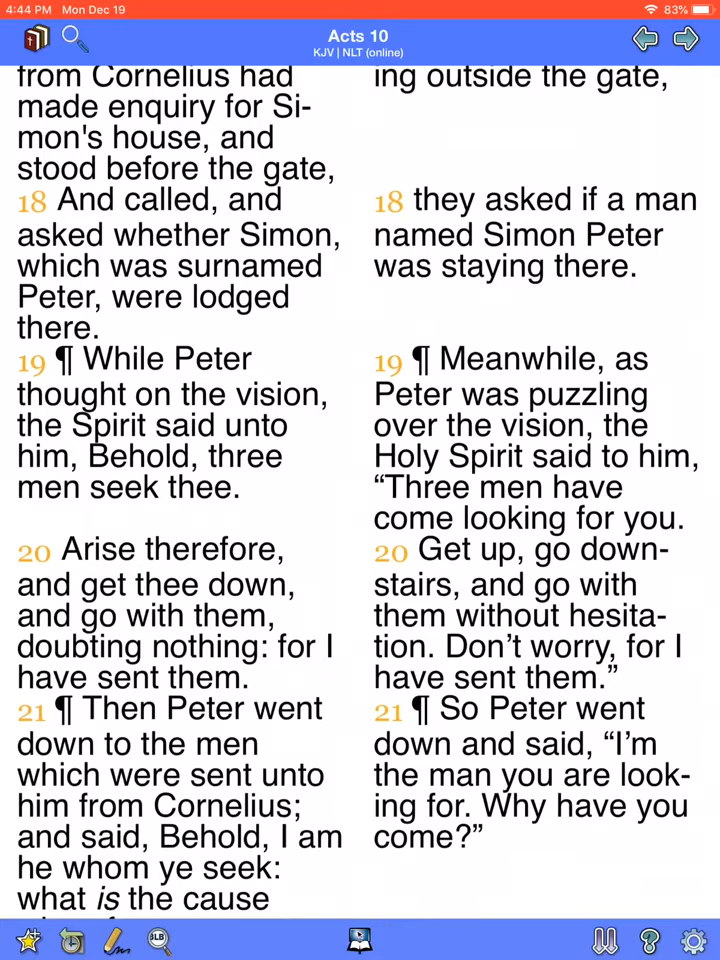 4:44 PM Mon Dec 19
83%
Acts 10
KJV | NLT (online)
from Cornelius had
made enquiry for Si-
mon's house, and
stood before the gate,
18 And called, and
asked whether Simon,
which was surnamed
Peter, were lodged
there.
19 ¶ While Peter
thought on the vision,
the Spirit said unto
him, Behold, three
men seek thee.
20 Arise therefore,
and get thee down,
and go with them,
doubting nothing: for I
have sent them.
21 ¶ Then Peter went
down to the men
which were sent unto
him from Cornelius;
and said, Behold, I am
he whom ye seek:
what is the cause
ing outside the gate,
18 they asked if a man
named Simon Peter
was staying there.
19 ¶ Meanwhile, as
Peter was puzzling
over the vision, the
Holy Spirit said to him,
“Three men have
come looking for you.
20 Get up, go down-
stairs, and go with
them without hesita-
tion. Don’t worry, for I
have sent them.”
21 ¶ So Peter went
down and said, “I’m
the man you are look-
ing for. Why have you
come?”
BLB